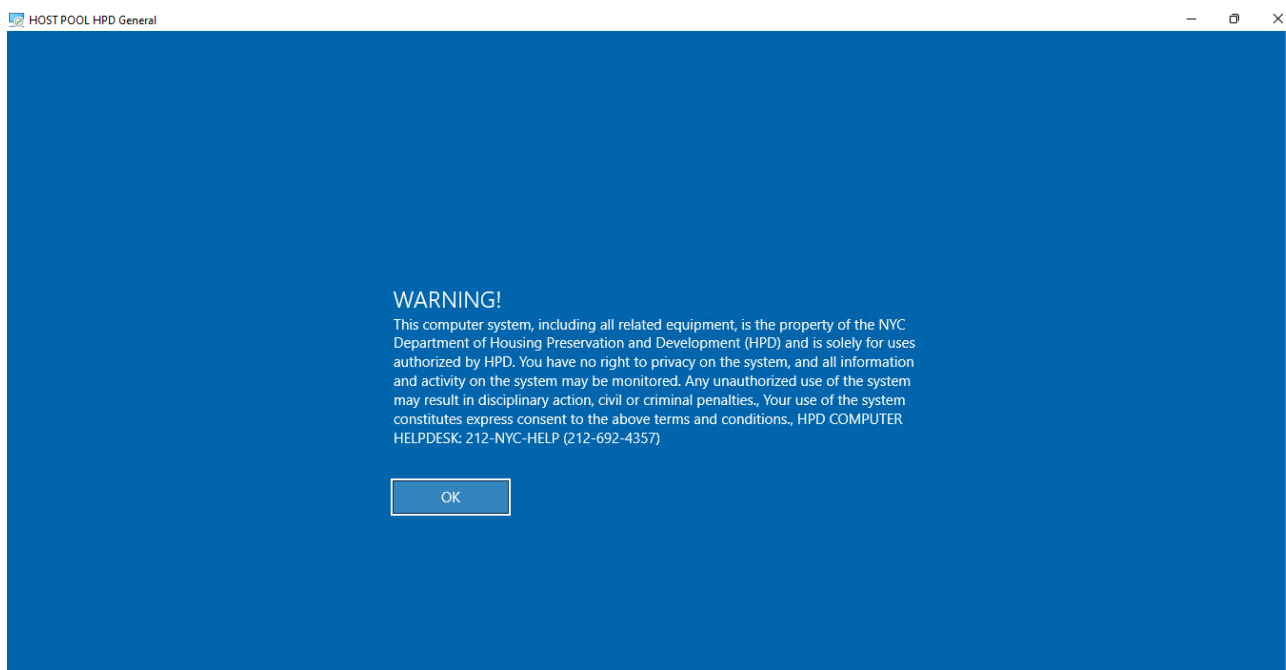 HOST POOL HPD General
WARNING!
This computer system, including all related equipment, is the property of the NYC
Department of Housing Preservation and Development (HPD) and is solely for uses
authorized by HPD. You have no right to privacy on the system, and all information
and activity on the system may be monitored. Any unauthorized use of the system
may result in disciplinary action, civil or criminal penalties., Your use of the system
constitutes express consent to the above terms and conditions., HPD COMPUTER
HELPDESK: 212-NYC-HELP (212-692-4357)
OK